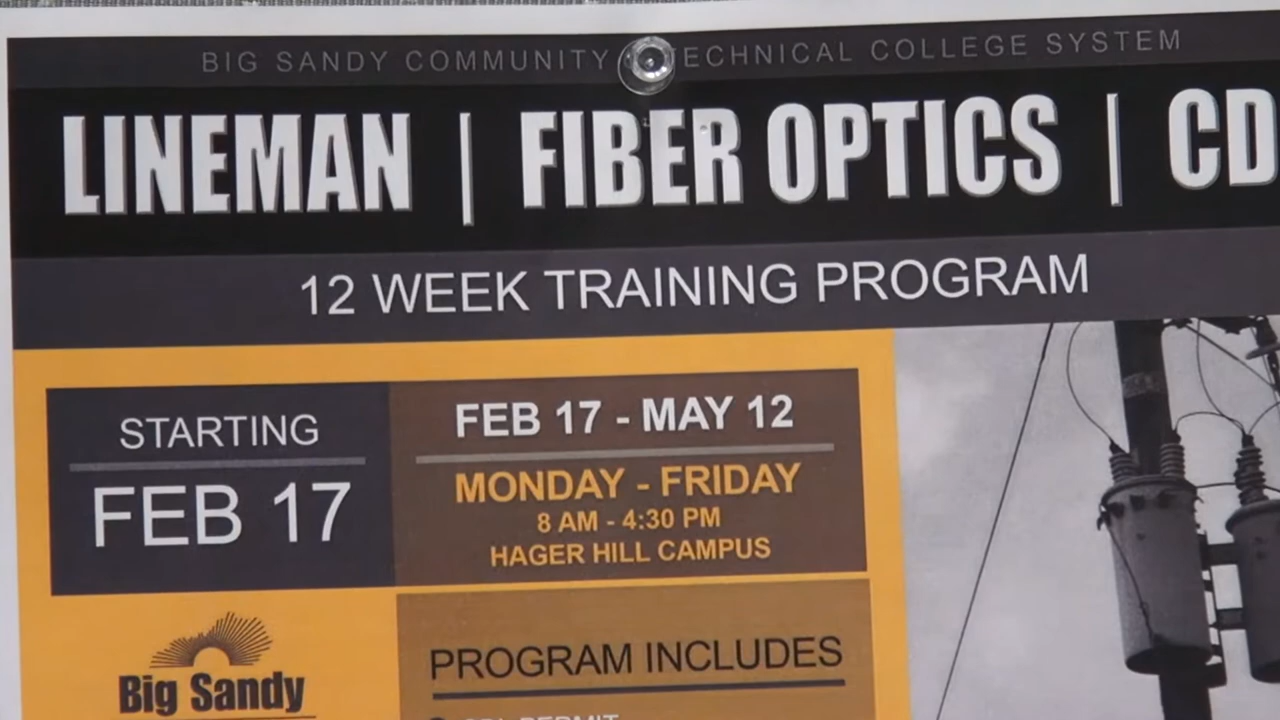 BIG SANDY COMMUNITY TECHNICAL COLLEGE SYSTEM
LINEMAN | FIBER OPTICS | CD
12 WEEK TRAINING PROGRAM
STARTING
FEB 17
FEB 17 - MAY 12
MONDAY - FRIDAY
8 AM - 4:30 PM
HAGER HILL CAMPUS
Big Sandy
PROGRAM INCLUDES
PERMIT